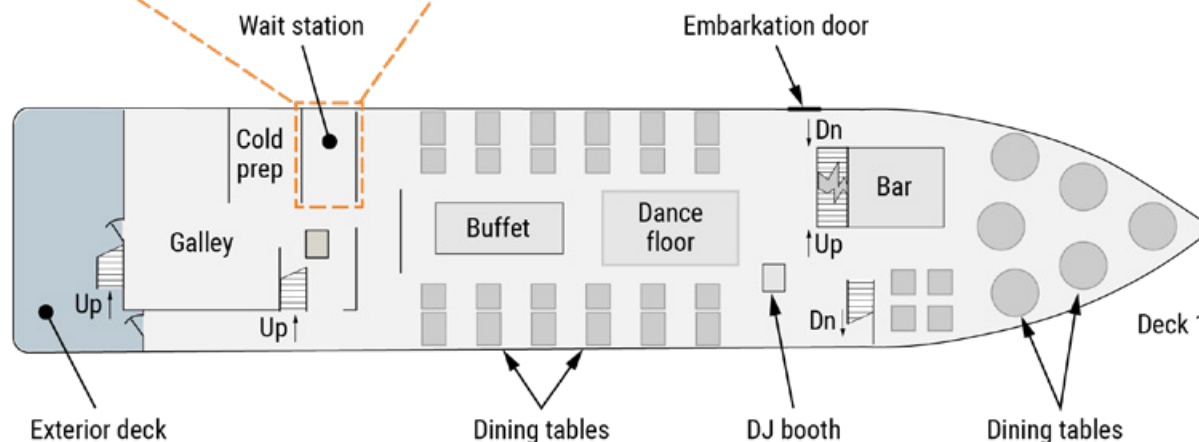 Wait station
Embarkation door
Cold
prep
Dn
Bar
Galley
Buffet
Dance
floor
Up
Up
Up
Dn
Deck
Exterior deck
Dining tables
DJ booth
Dining tables